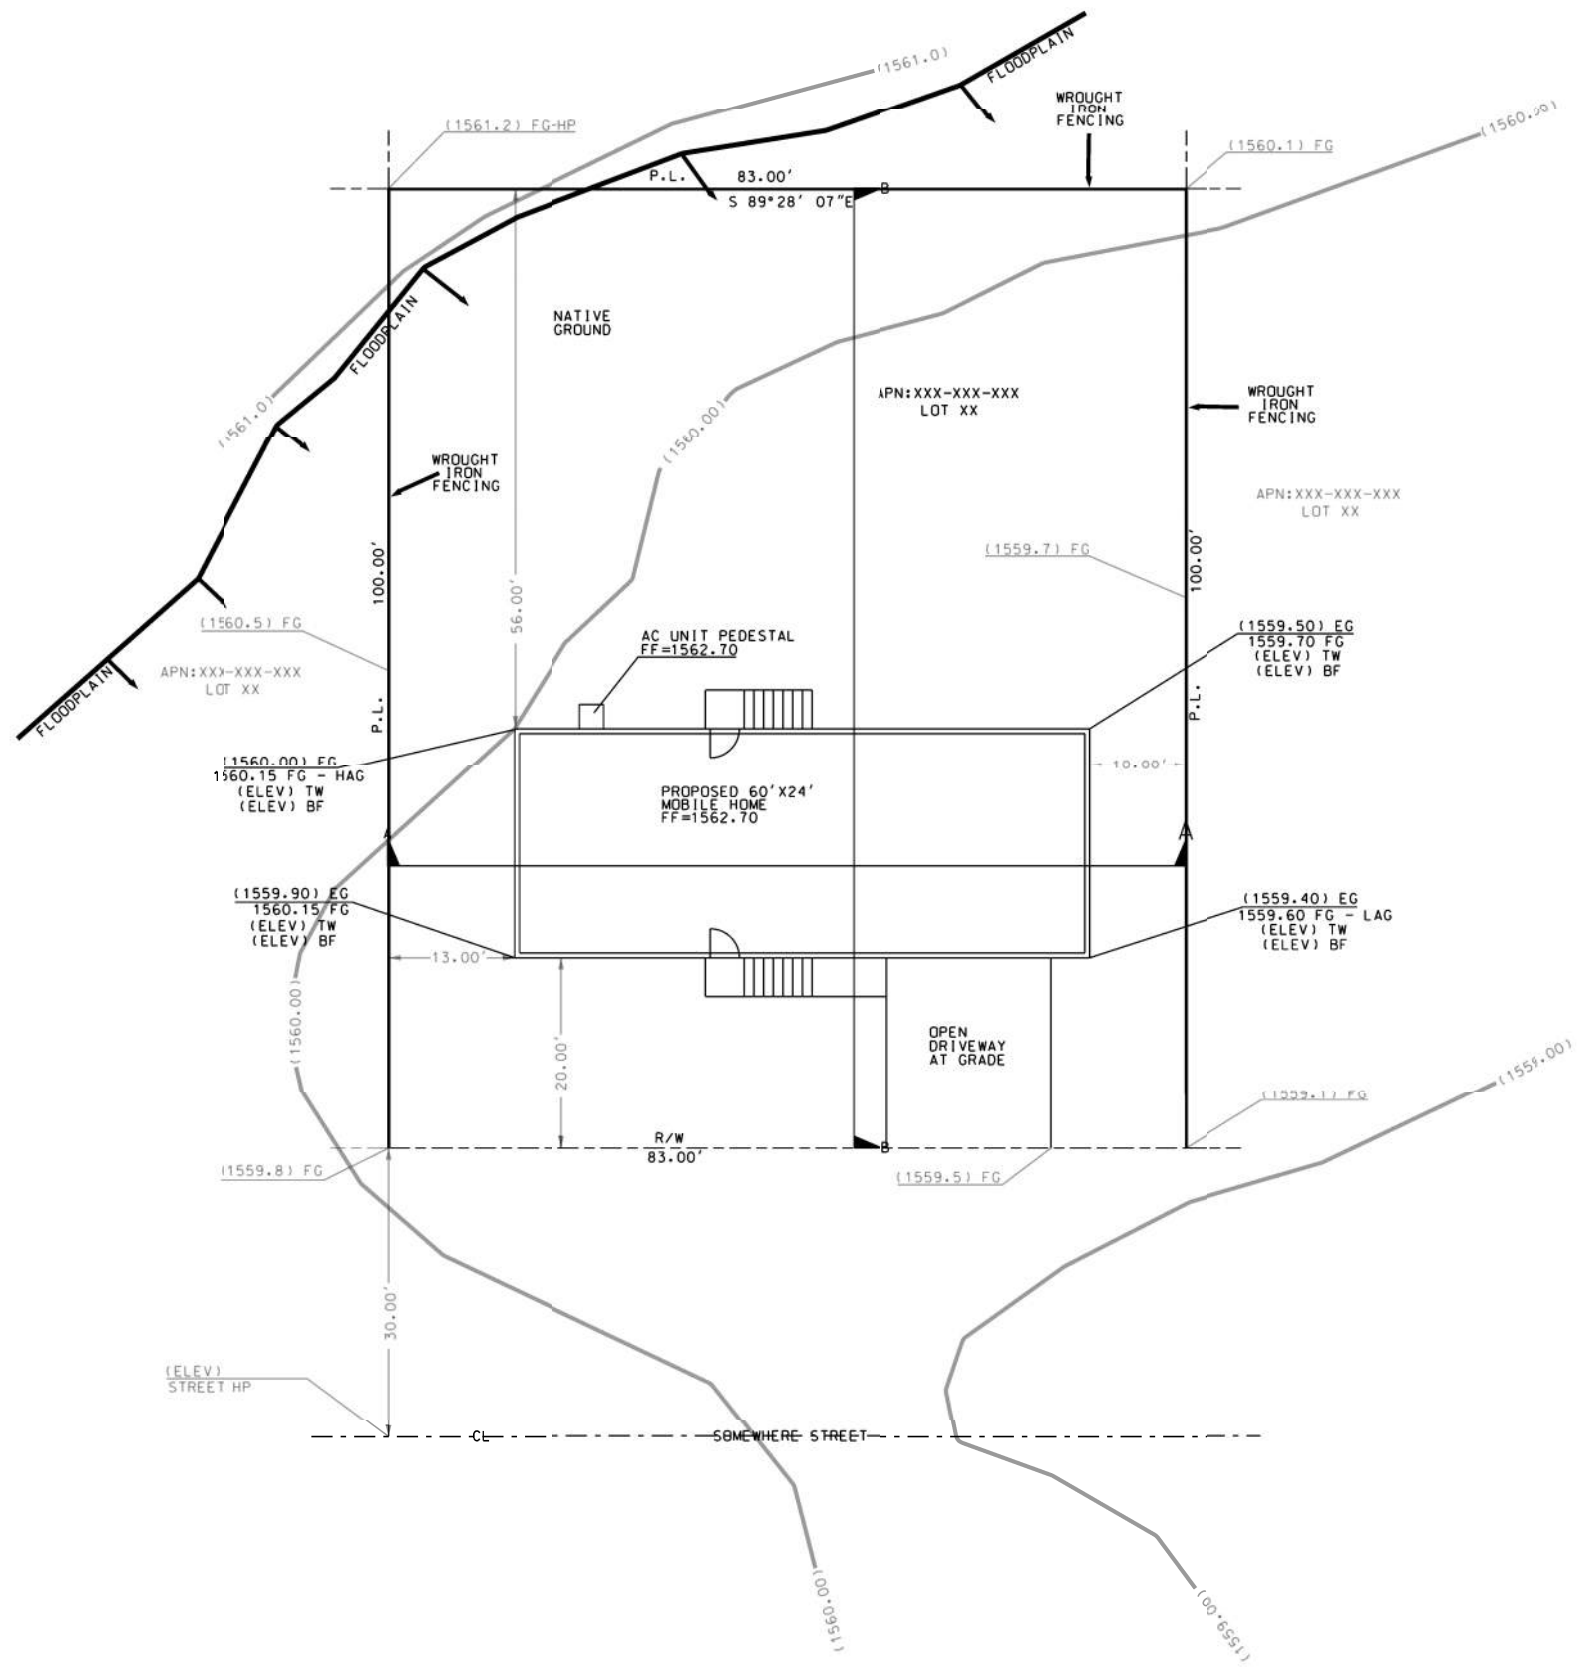 (1561.0)
FLOODPLAIN
WROUGHT
IRON
FENCING
(1561.2) FG-HP
(1560.1) FG
P.L. 83.00'
B
S 89°28' 07"E
NATIVE
GROUND
FLOODPLAIN
APN:XXX-XXX-XXX
LOT XX
WROUGHT
IRON
FENCING
(1560.00)
WROUGHT
IRON
FENCING
APN:XXX-XXX-XXX
LOT XX
100.00'
56.00'
(1559.7) FG
100.00'
(1560.5) FG
AC UNIT PEDESTAL
FF=1562.70
(1559.50) EG
1559.70 FG
(ELEV) TW
(ELEV) BF
APN:XXX-XXX-XXX
LOT XX
FLOODPLAIN
P.L.
P.L.
1560.15 FG - HAG
(ELEV) TW
(ELEV) BF
10.00'
PROPOSED 60'X24'
MOBILE HOME
FF=1562.70
A
A
(1559.90) EG
1560.15 FG
(ELEV) TW
(ELEV) BF
(1559.40) EG
1559.60 FG - LAG
(ELEV) TW
(ELEV) BF
13.00'
(1560.00)
20.00'
OPEN
DRIVEWAY
AT GRADE
R/W
83.00'
B
(1559.8) FG
(1559.5) FG
30.00'
(ELEV)
STREET HP
CL
SOMEWHERE STREET
(1560.00)
(1559.00)